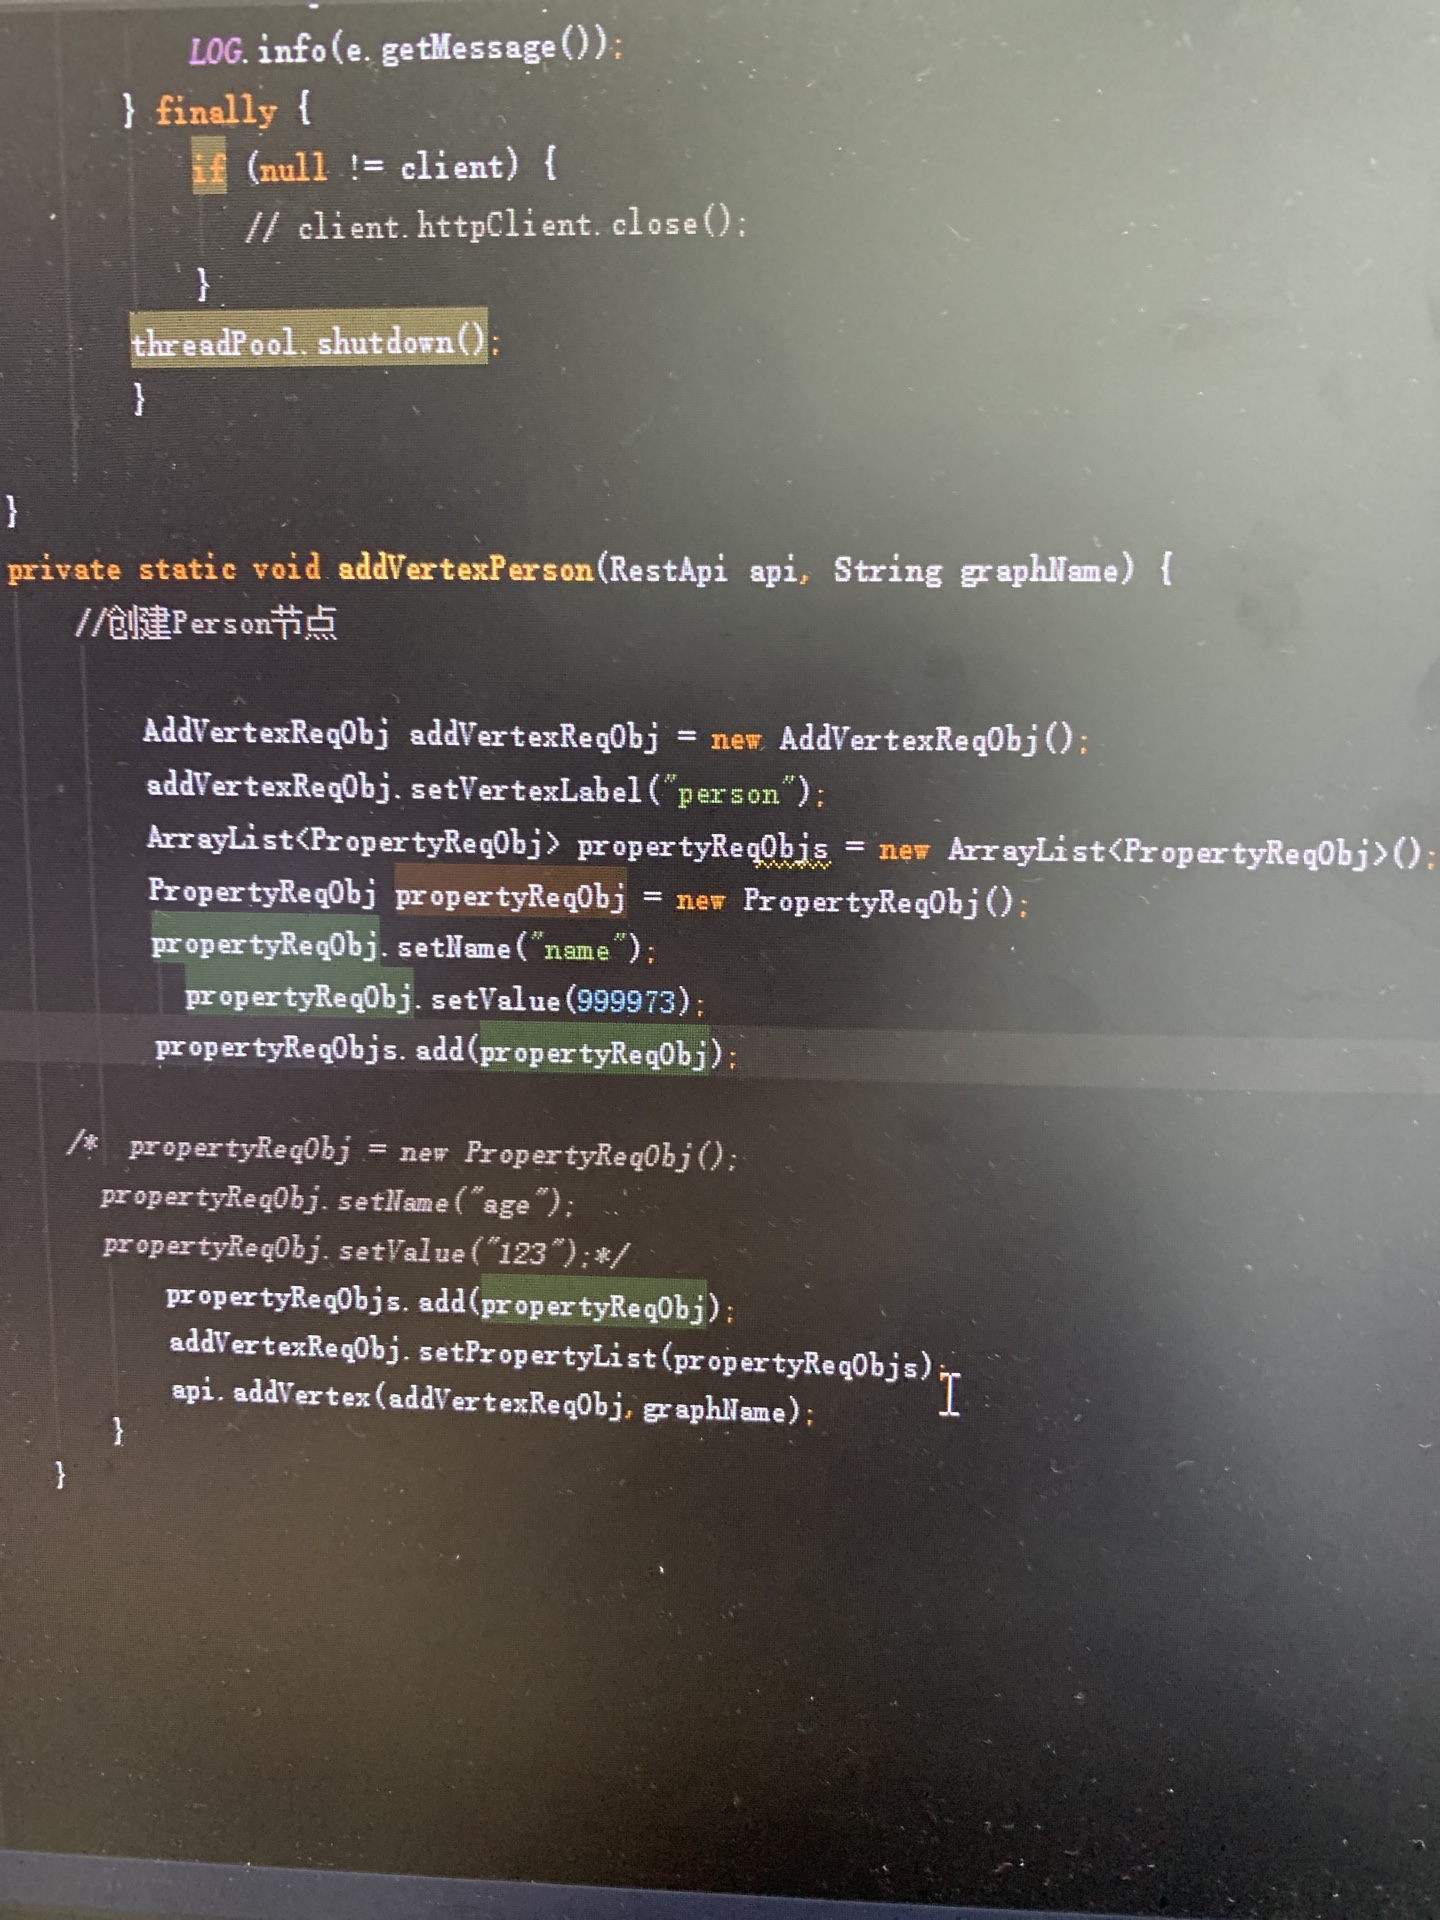 LOG.info(e.getMessage());
} finally {
if (null != client) {
// client.httpClient.close();
}
threadPool.shutdown();
}
}
private static void addVertexPerson(RestApi api, String graphName) {
//创建Person节点
AddVertexReqObj addVertexReqObj = new AddVertexReqObj();
addVertexReqObj.setVertexLabel("person");
ArrayList<PropertyReqObj> propertyReqObjs = new ArrayList<PropertyReqObj>();
PropertyReqObj propertyReqObj = new PropertyReqObj();
propertyReqObj.setName("name");
propertyReqObj.setValue(999973);
propertyReqObjs.add(propertyReqObj);
/* propertyReqObj = new PropertyReqObj();
propertyReqObj.setName("age");
propertyReqObj.setValue("123");*/
propertyReqObjs.add(propertyReqObj);
addVertexReqObj.setPropertyList(propertyReqObjs);
api.addVertex(addVertexReqObj, graphName);
}
}